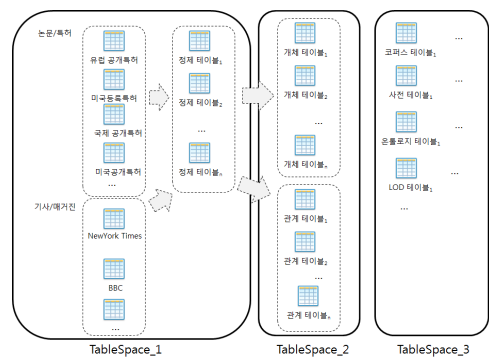 논문/특허
유럽 공개특허
미국등록특허
국제 공개특허
미국공개특허
...
기사/매거진
NewYork Times
BBC
...
정제 테이블1
정제 테이블2
...
정제 테이블n
TableSpace_1
개체 테이블1
개체 테이블2
...
개체 테이블n
관계 테이블1
관계 테이블2
...
관계 테이블n
TableSpace_2
코퍼스 테이블1 ...
사전 테이블1 ...
온톨로지 테이블1 ...
LOD 테이블1 ...
...
TableSpace_3